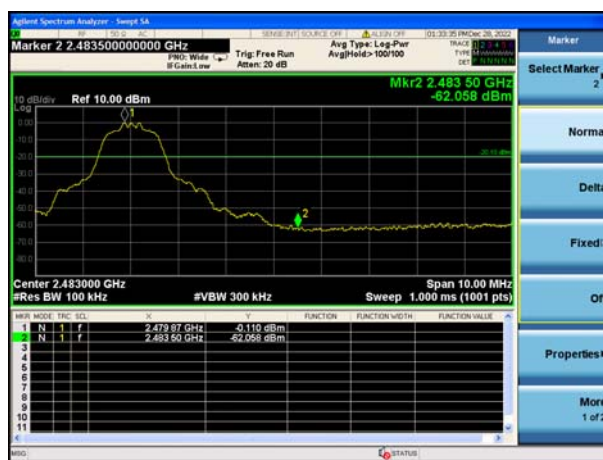 Agilent Spectrum Analyzer - Swept SA
RF 50 Ω AC SENSE:INT SOURCE OFF ALIGN OFF 01:33:35 PM Dec 28, 2022
Marker 2 2.483500000000 GHz
PNO: Wide
IFGain:Low
Trig: Free Run
Atten: 20 dB
Avg Type: Log-Pwr
Avg|Hold:>100/100
TRACE 1 2 3 4 5 6
TYPE
DET P N N N N N
Mkr2 2.483 50 GHz
-62.058 dBm
10 dB/div Ref 10.00 dBm
Log
0.00
-10.0
-20.0
-30.0
-40.0
-50.0
-60.0
-70.0
-80.0
1
2
Center 2.483000 GHz Span 10.00 MHz
#Res BW 100 kHz #VBW 300 kHz Sweep 1.000 ms (1001 pts)
MKR MODE TRC SCL X Y FUNCTION FUNCTION WIDTH FUNCTION VALUE
1 N 1 f 2.479 87 GHz -0.110 dBm
2 N 1 f 2.483 50 GHz -62.058 dBm
3
4
5
6
7
8
9
10
11
MSG STATUS
Marker
Select Marker
2
Norma
Delta
Fixed
Of
Properties
More
1 of 2